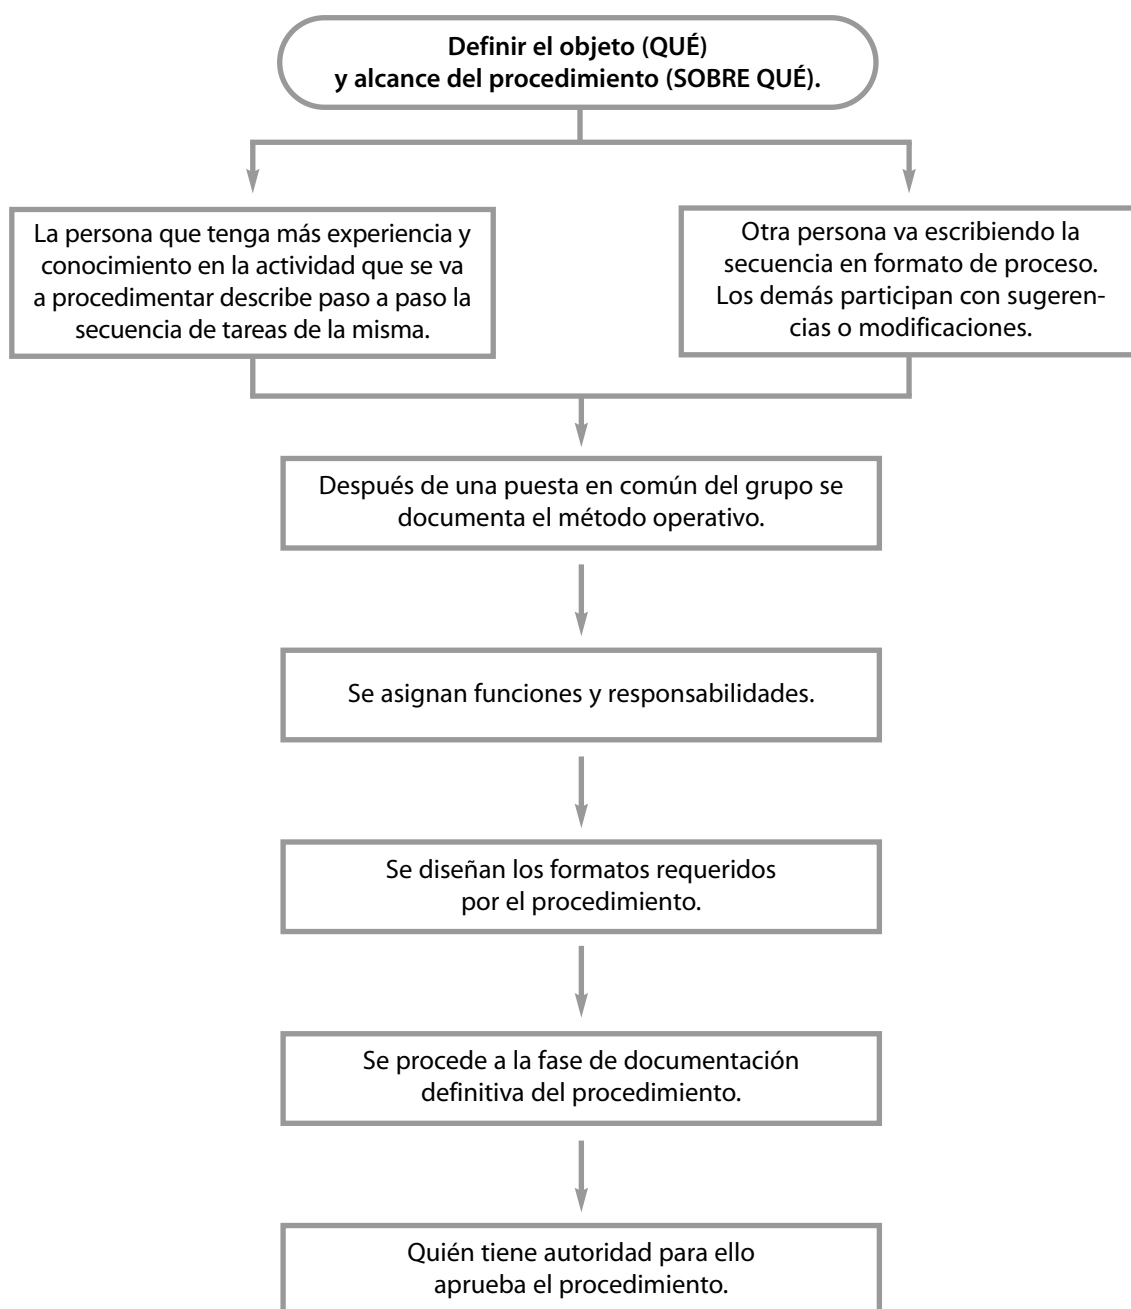 Definir el objeto (QUÉ)
y alcance del procedimiento (SOBRE QUÉ).
La persona que tenga más experiencia y
conocimiento en la actividad que se va
a procedimentar describe paso a paso la
secuencia de tareas de la misma.
Otra persona va escribiendo la
secuencia en formato de proceso.
Los demás participan con sugeren-
cias o modificaciones.
Después de una puesta en común del grupo se
documenta el método operativo.
Se asignan funciones y responsabilidades.
Se diseñan los formatos requeridos
por el procedimiento.
Se procede a la fase de documentación
definitiva del procedimiento.
Quién tiene autoridad para ello
aprueba el procedimiento.